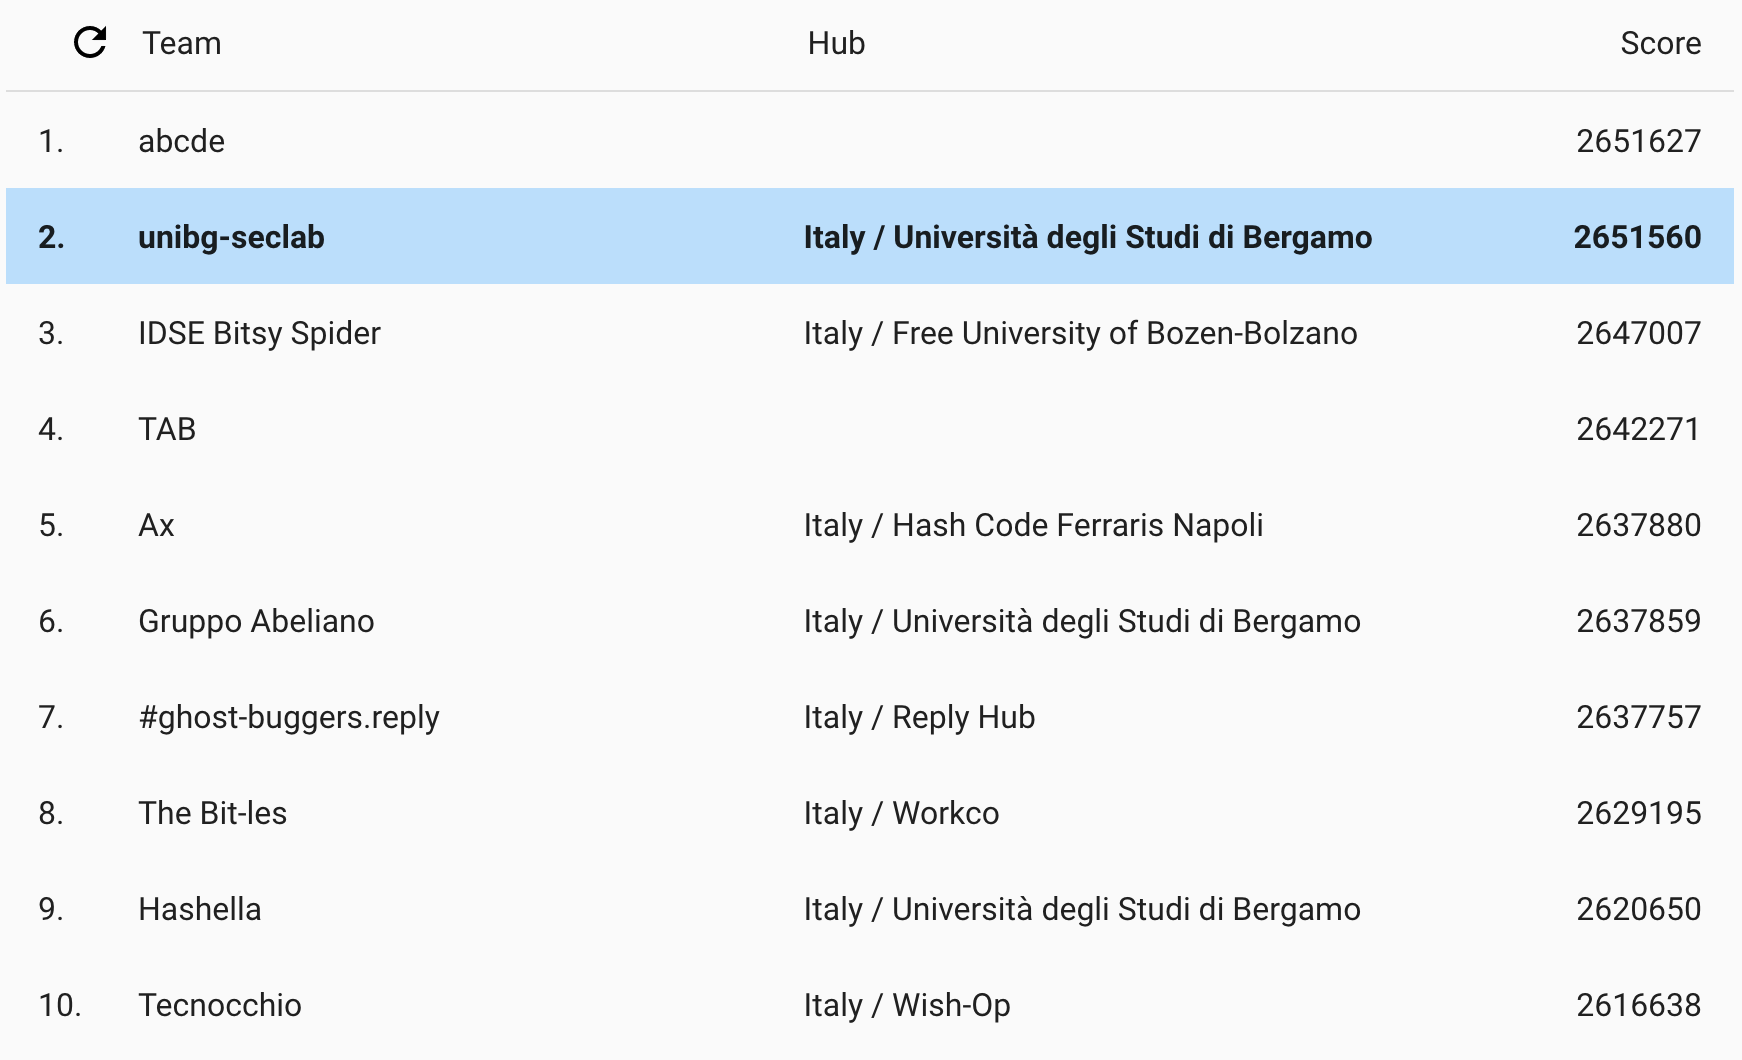 Team Hub Score
1. abcde 2651627
2. unibg-seclab Italy / Università degli Studi di Bergamo 2651560
3. IDSE Bitsy Spider Italy / Free University of Bozen-Bolzano 2647007
4. TAB 2642271
5. Ax Italy / Hash Code Ferraris Napoli 2637880
6. Gruppo Abeliano Italy / Università degli Studi di Bergamo 2637859
7. #ghost-buggers.reply Italy / Reply Hub 2637757
8. The Bit-les Italy / Workco 2629195
9. Hashella Italy / Università degli Studi di Bergamo 2620650
10. Tecnocchio Italy / Wish-Op 2616638